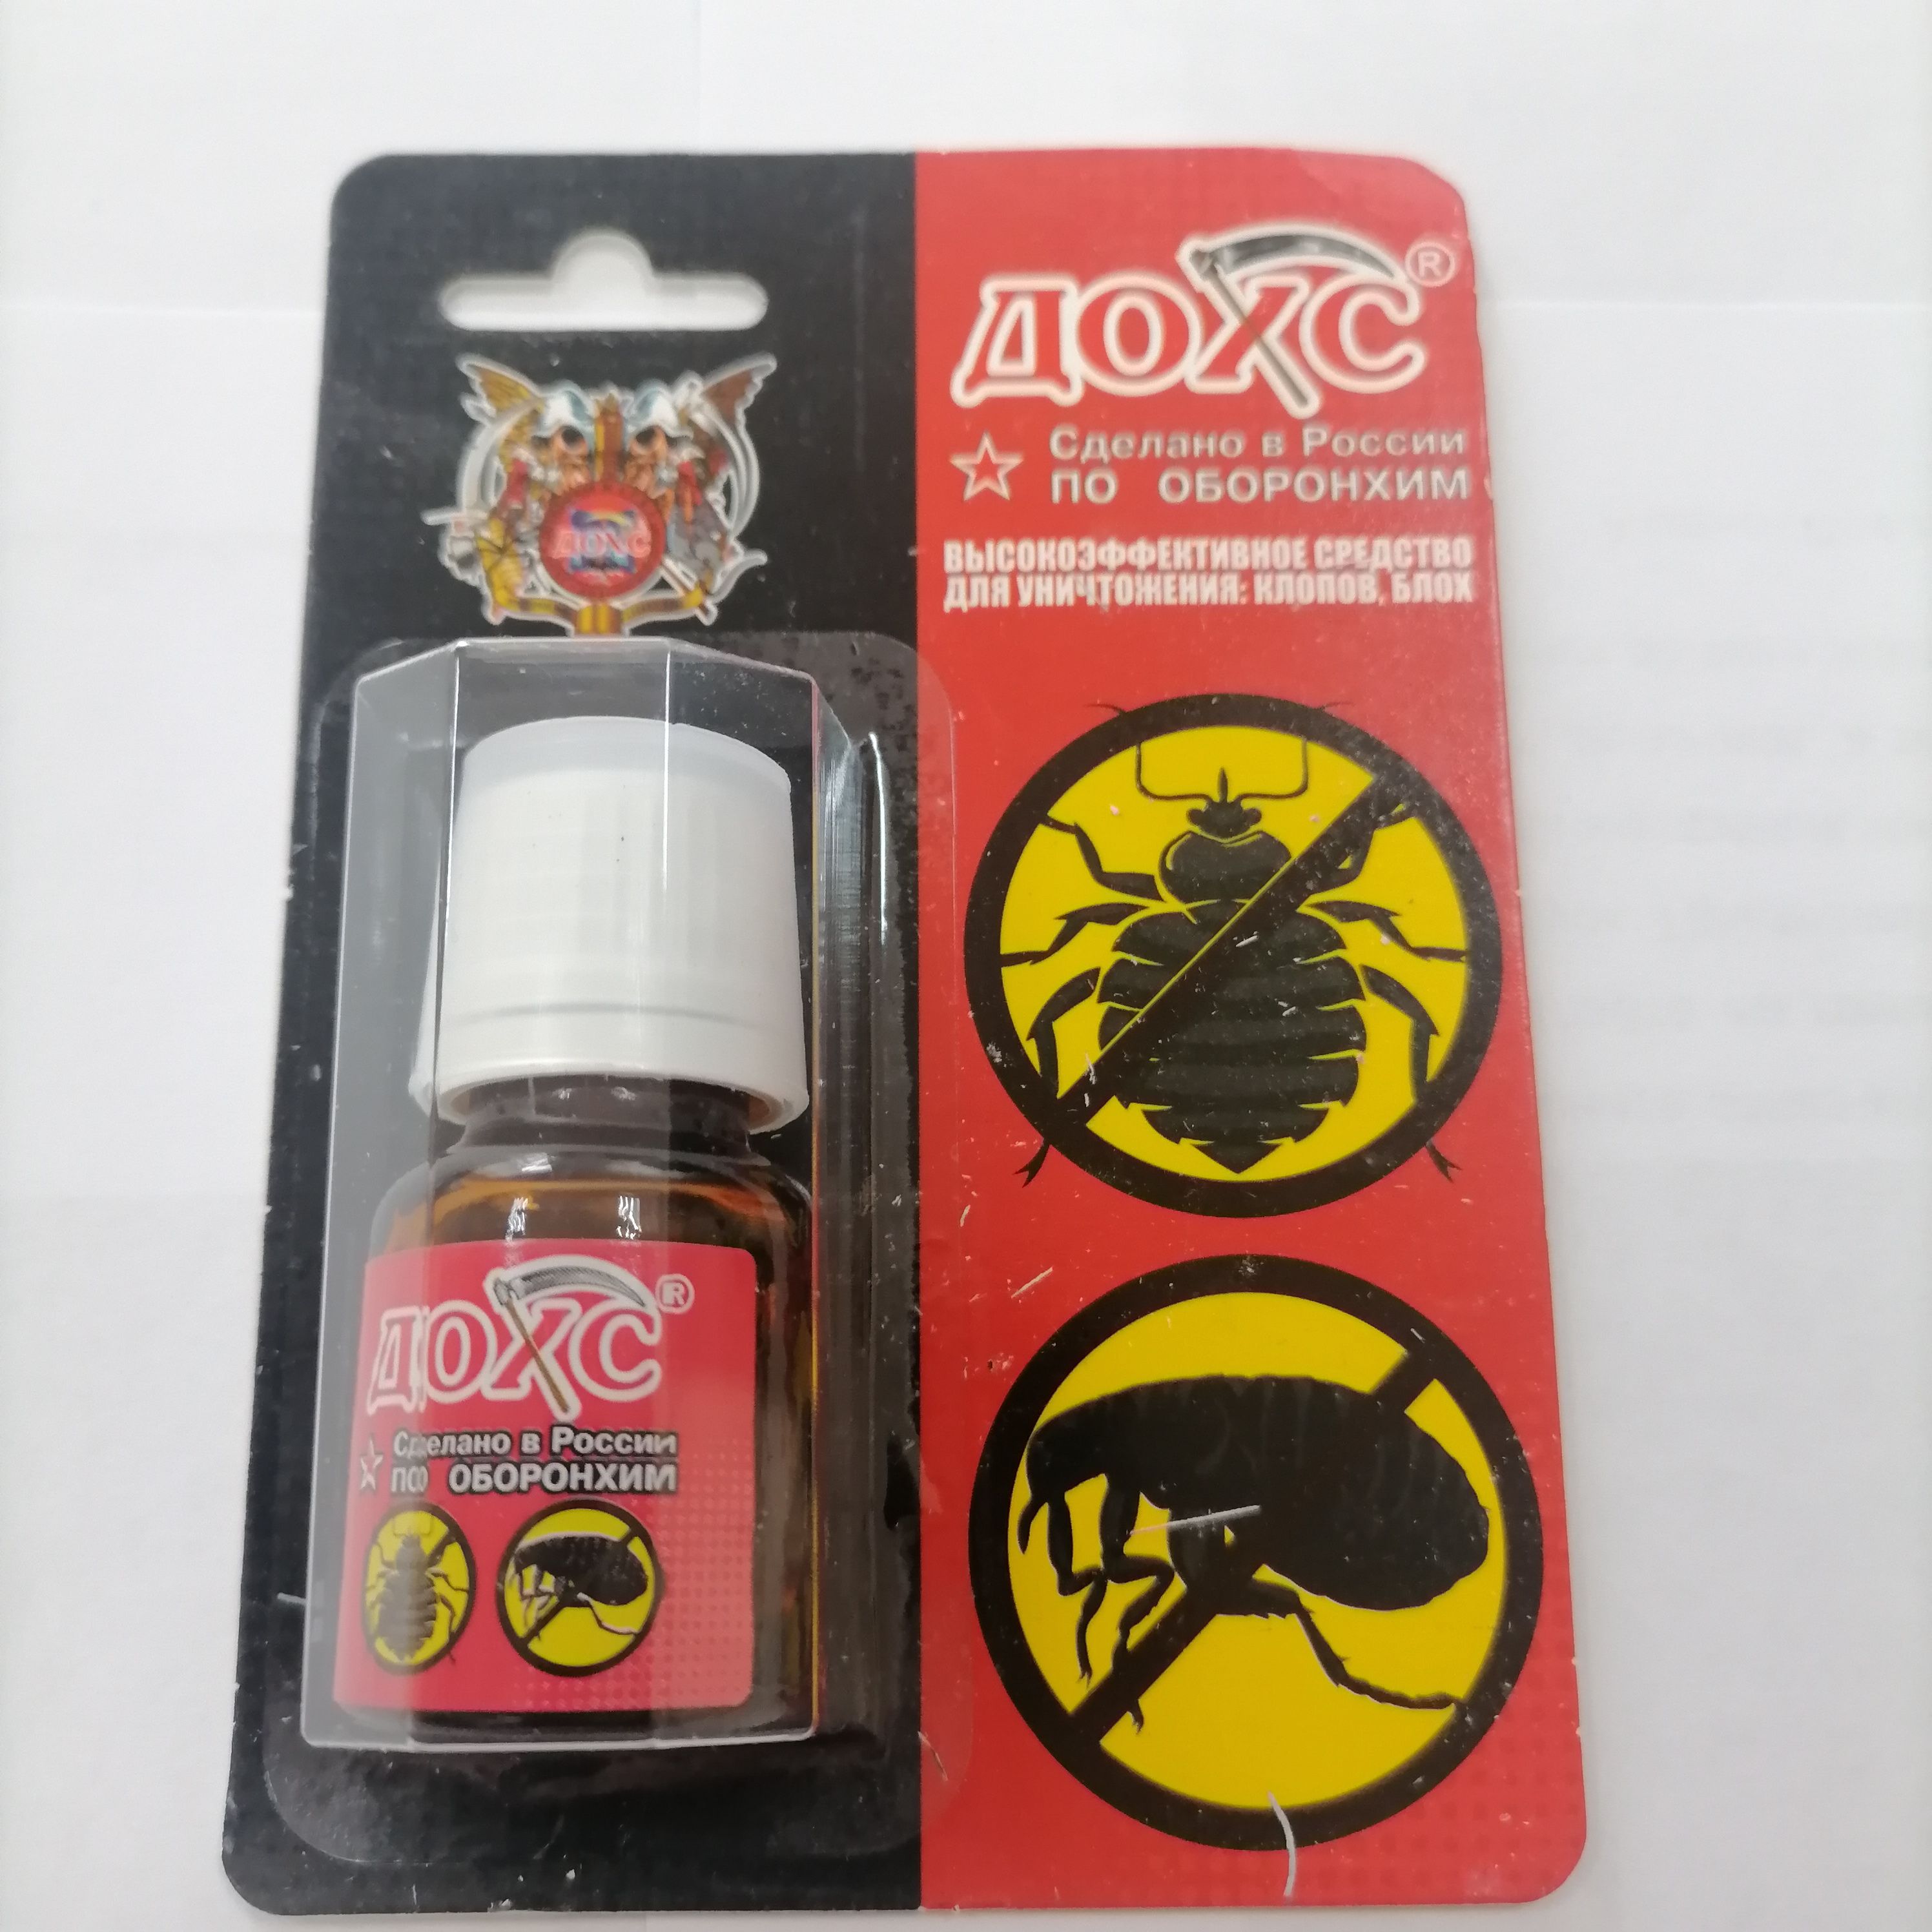 ДОХС
ДОХС®
Сделано в России
ПО ОБОРОНХИМ
ВЫСОКОЭФФЕКТИВНОЕ СРЕДСТВО
ДЛЯ УНИЧТОЖЕНИЯ: КЛОПОВ, БЛОХ
ДОХС®
Сделано в России
ПО ОБОРОНХИМ